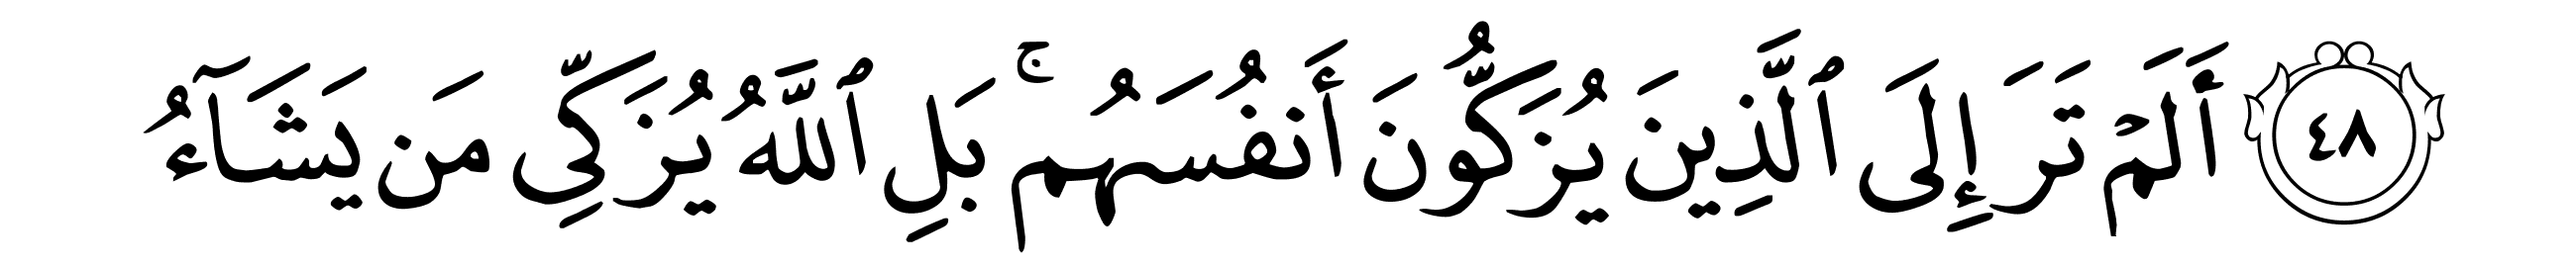 ٤٨ أَلَمۡ تَرَ إِلَى ٱلَّذِينَ يُزَكُّونَ أَنفُسَهُمۚ بَلِ ٱللَّهُ يُزَكِّي مَن يَشَآءُ